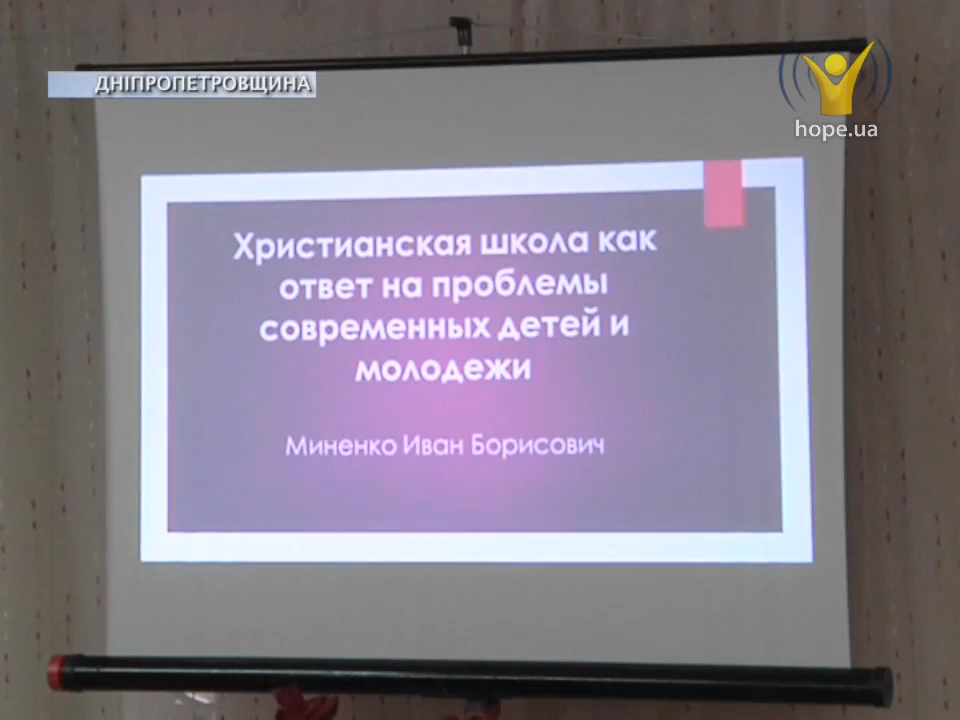 ДНІПРОПЕТРОВЩИНА
hope.ua
Христианская школа как
ответ на проблемы
современных детей и
молодежи
Миненко Иван Борисович